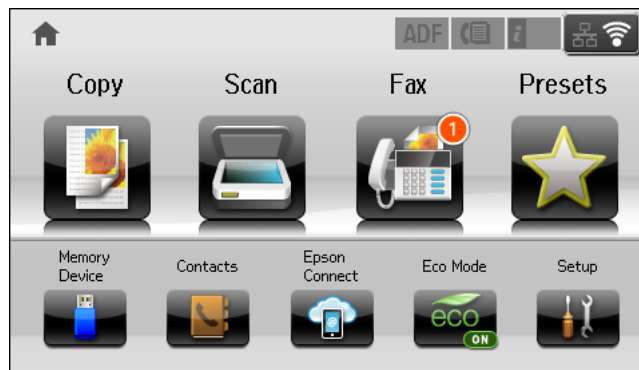 ADF i
Copy Scan Fax Presets
1
Memory Device Contacts Epson Connect Eco Mode Setup
@
eco
ON